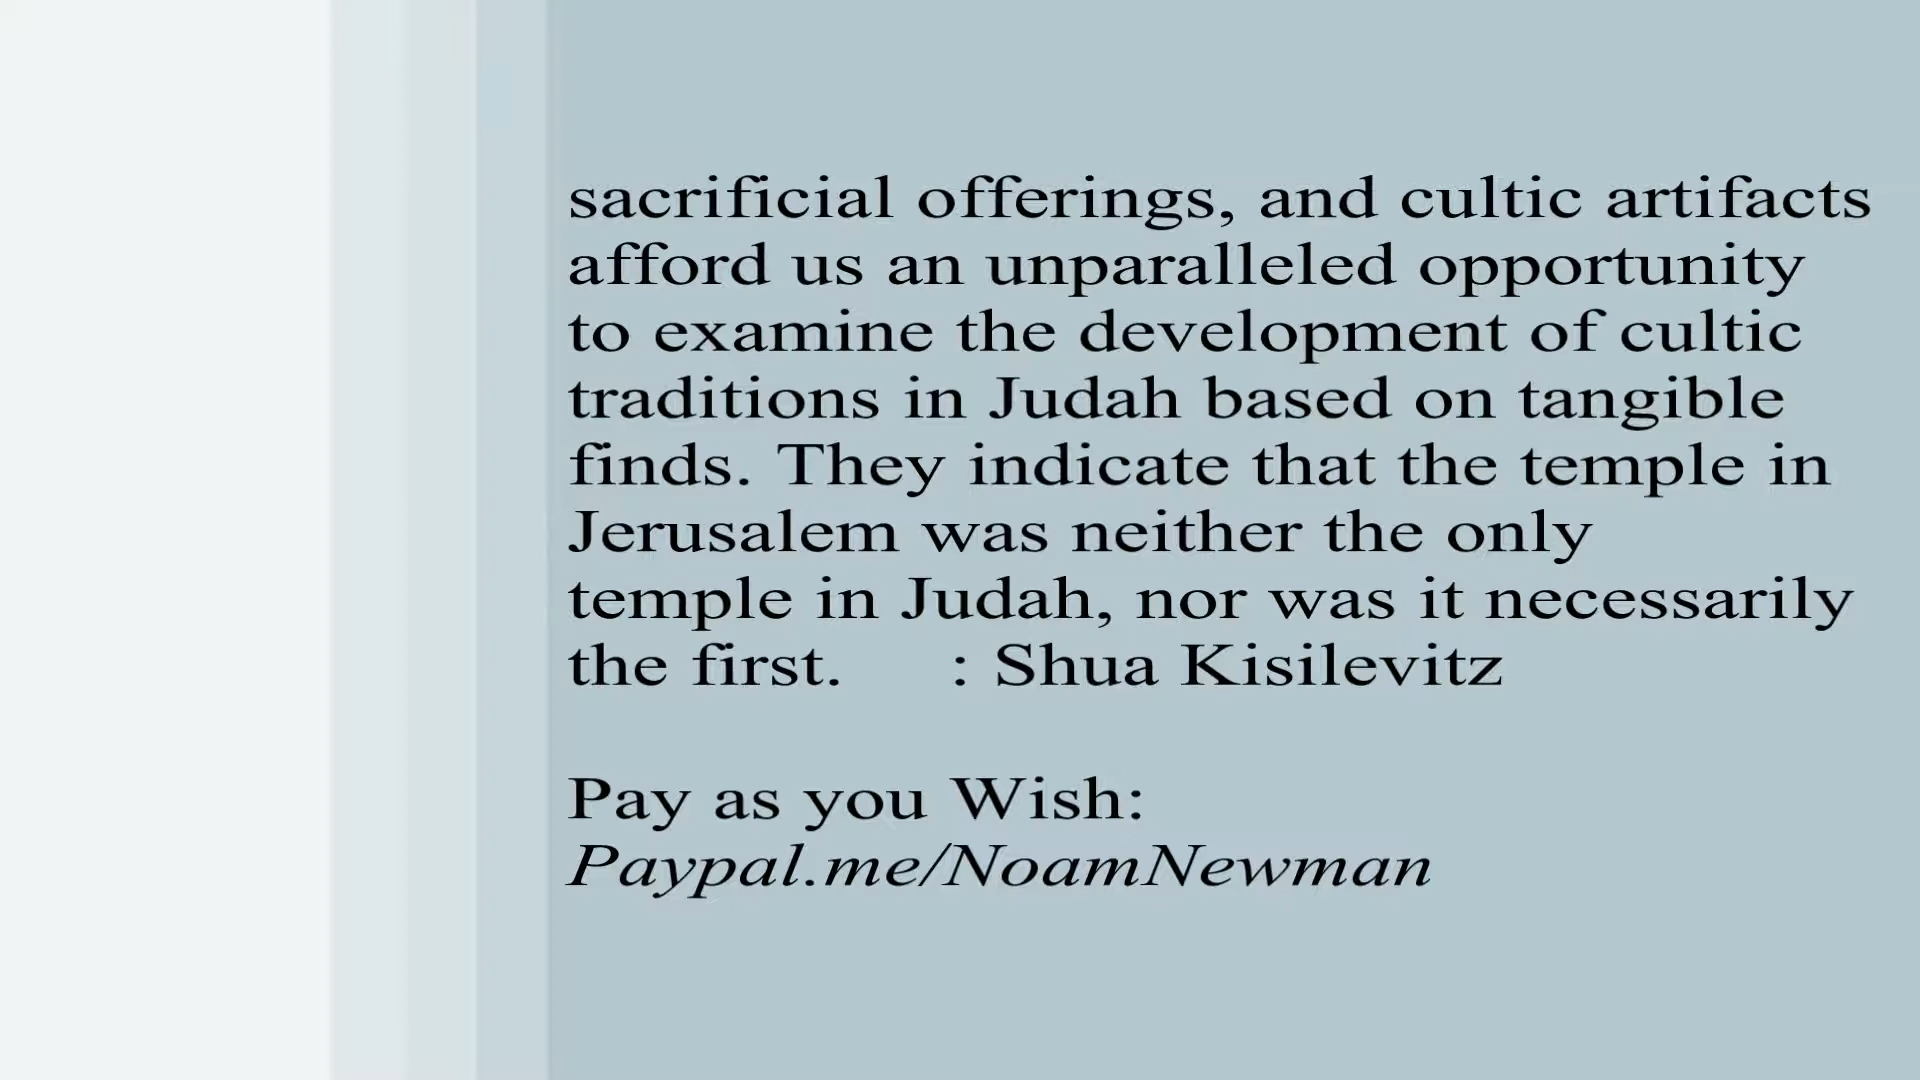 sacrificial offerings, and cultic artifacts
afford us an unparalleled opportunity
to examine the development of cultic
traditions in Judah based on tangible
finds. They indicate that the temple in
Jerusalem was neither the only
temple in Judah, nor was it necessarily
the first. : Shua Kisilevitz
Pay as you Wish:
Paypal.me/NoamNewman